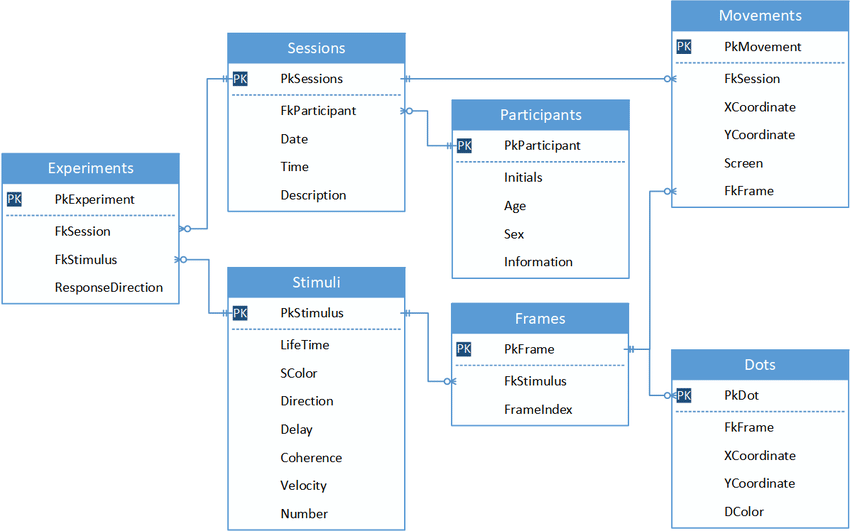 Experiments
PK PkExperiment
FkSession
FkStimulus
ResponseDirection
Sessions
PK PkSessions
FkParticipant
Date
Time
Description
Stimuli
PK PkStimulus
LifeTime
SColor
Direction
Delay
Coherence
Velocity
Number
Participants
PK PkParticipant
Initials
Age
Sex
Information
Frames
PK PkFrame
FkStimulus
FrameIndex
Movements
PK PkMovement
FkSession
XCoordinate
YCoordinate
Screen
FkFrame
Dots
PK PkDot
FkFrame
XCoordinate
YCoordinate
DColor